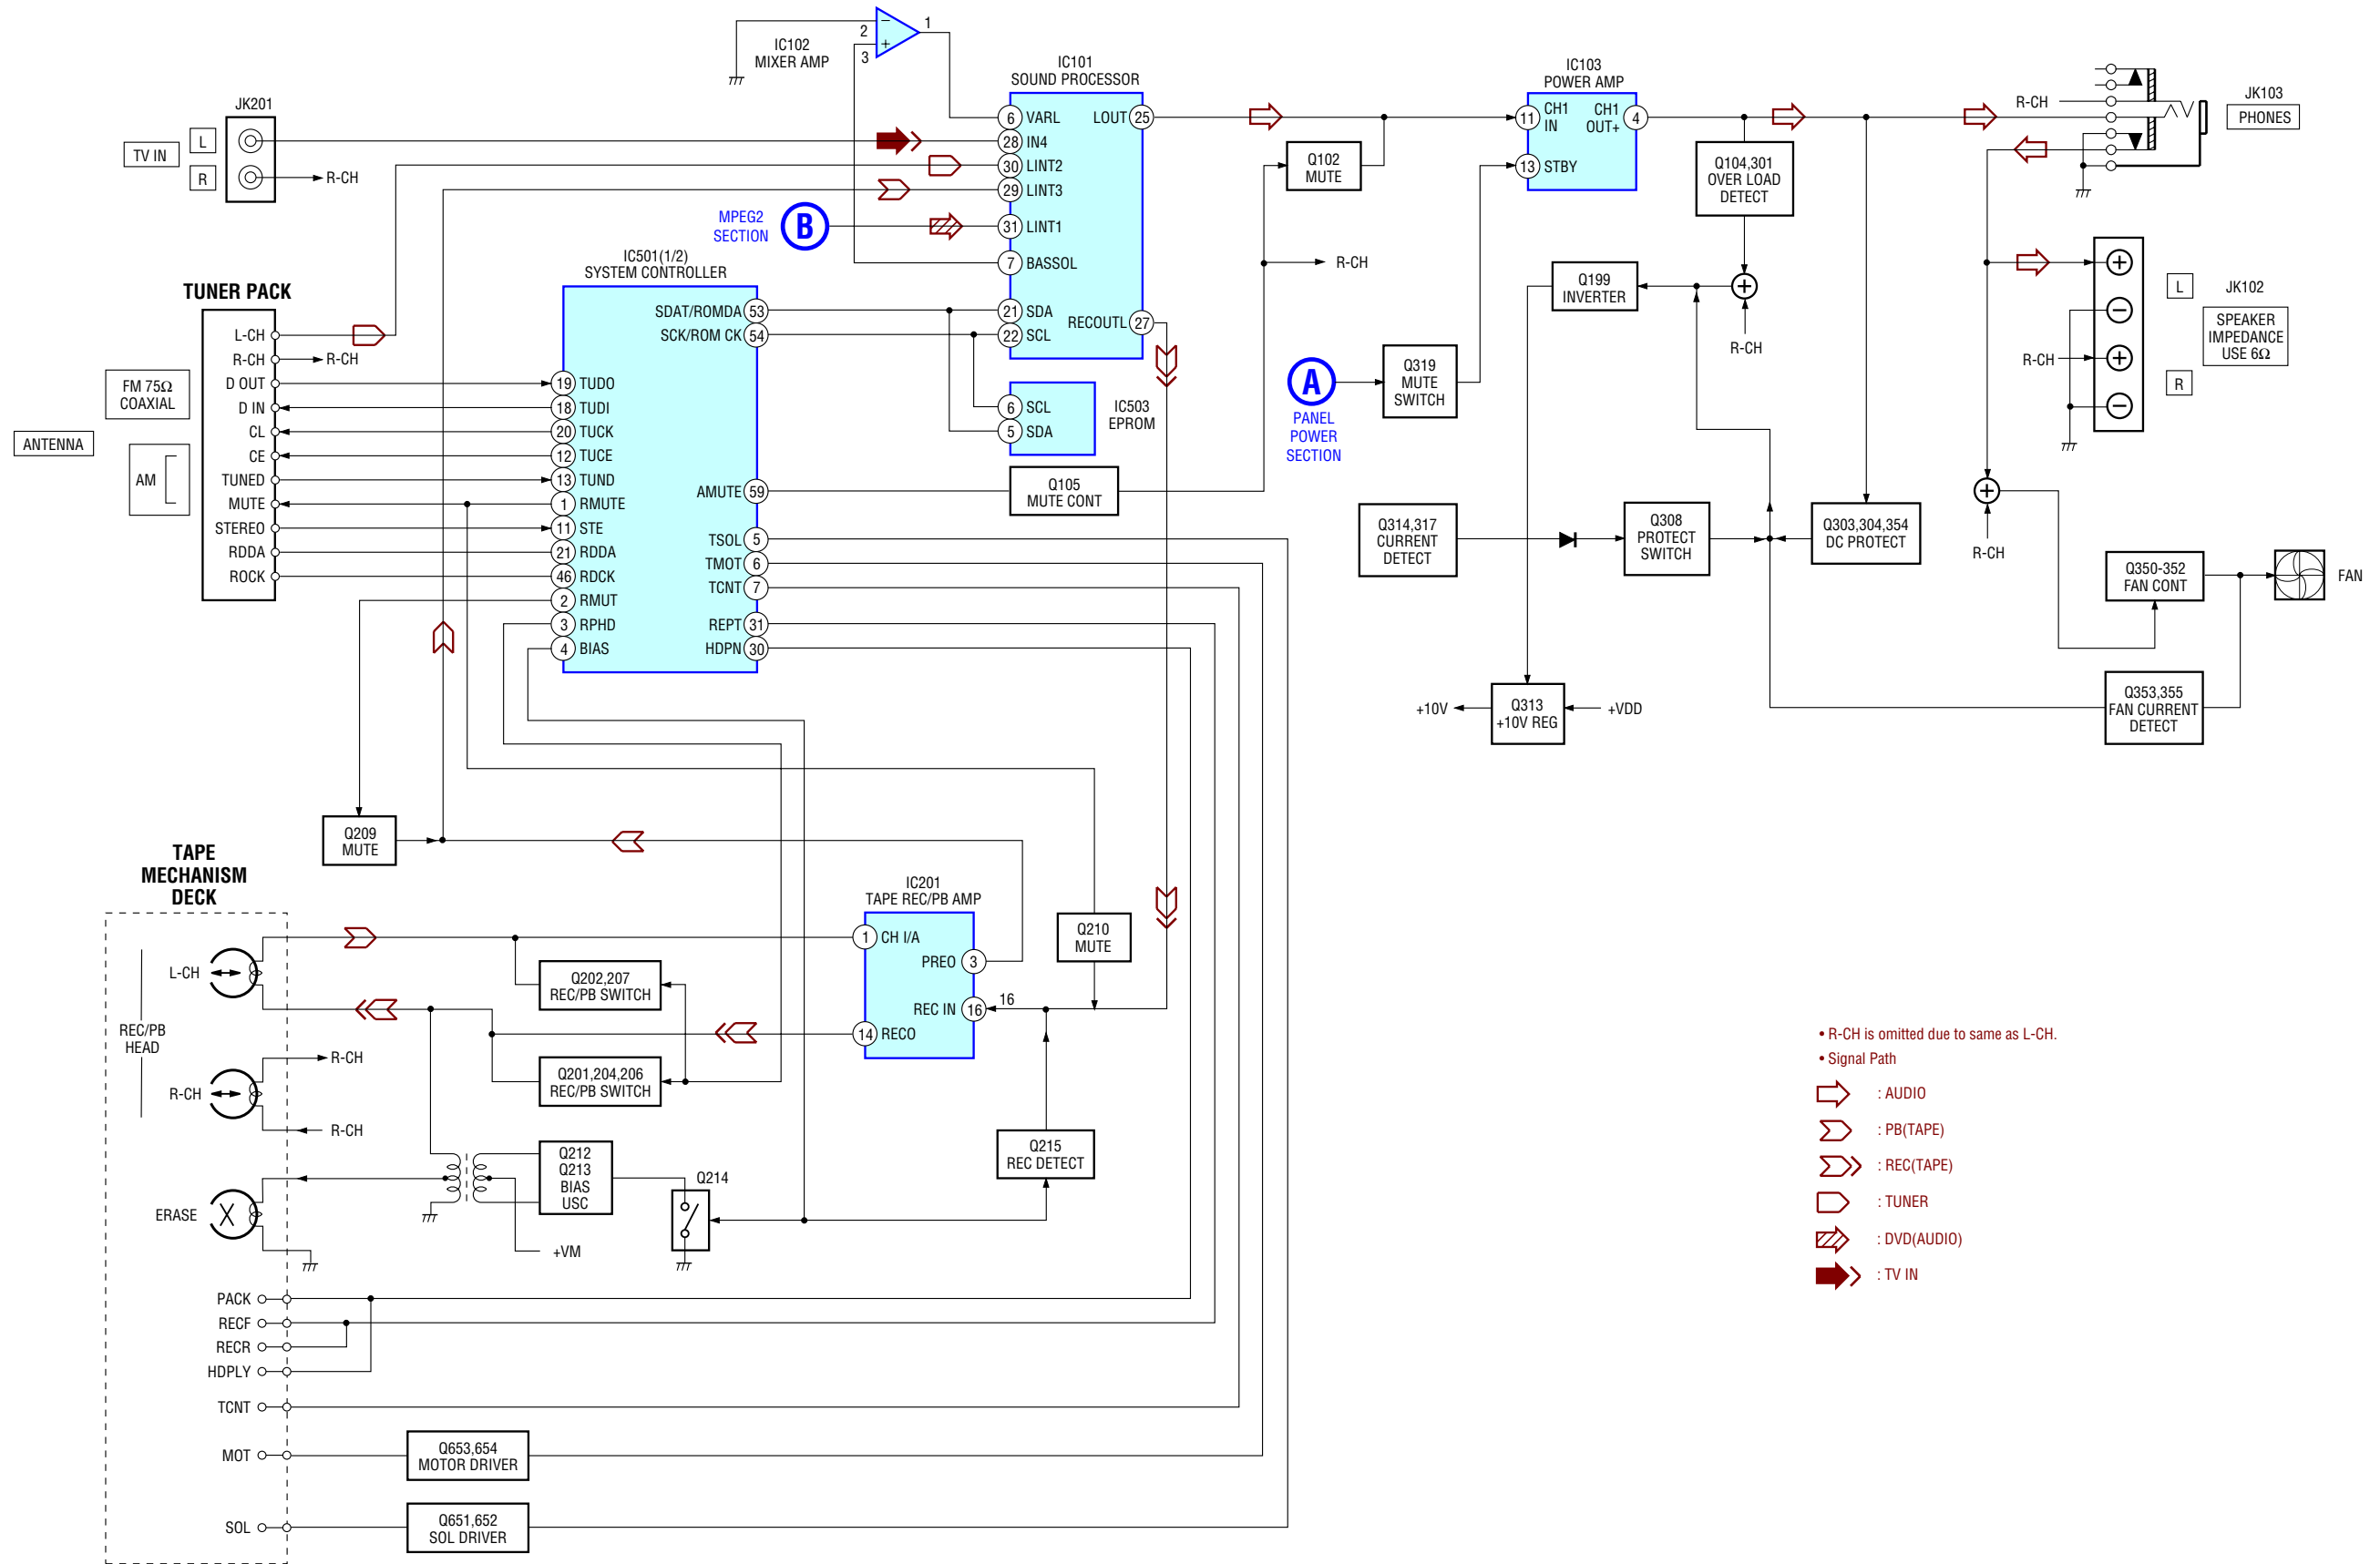 IC102
MIXER AMP
2
3
1
−
+
IC101
SOUND PROCESSOR
6 VARL
28 IN4
30 LINT2
29 LINT3
31 LINT1
7 BASSOL
21 SDA
22 SCL
LOUT 25
RECOUTL 27
JK201
TV IN
L
R
R-CH
MPEG2
SECTION
B
IC103
POWER AMP
11 CH1
IN
CH1
OUT+ 4
13 STBY
Q102
MUTE
R-CH
Q104,301
OVER LOAD
DETECT
R-CH
JK103
PHONES
Q199
INVERTER
+
R-CH
+
−
+
−
L
R
R-CH
JK102
SPEAKER
IMPEDANCE
USE 6Ω
A
PANEL
POWER
SECTION
Q319
MUTE
SWITCH
Q314,317
CURRENT
DETECT
Q308
PROTECT
SWITCH
Q303,304,354
DC PROTECT
+
R-CH
Q350-352
FAN CONT
FAN
Q353,355
FAN CURRENT
DETECT
+10V
Q313
+10V REG
+VDD
IC501(1/2)
SYSTEM CONTROLLER
SDAT/ROMDA 53
SCK/ROM CK 54
19 TUDO
18 TUDI
20 TUCK
12 TUCE
13 TUND
1 RMUTE
11 STE
21 RDDA
46 RDCK
2 RMUT
3 RPHD
4 BIAS
AMUTE 59
TSOL 5
TMOT 6
TCNT 7
REPT 31
HDPN 30
6 SCL
5 SDA
IC503
EPROM
Q105
MUTE CONT
TUNER PACK
L-CH
R-CH
R-CH
D OUT
D IN
CL
CE
TUNED
MUTE
STEREO
RDDA
ROCK
FM 75Ω
COAXIAL
ANTENNA
AM
Q209
MUTE
TAPE
MECHANISM
DECK
REC/PB
HEAD
L-CH
R-CH
R-CH
R-CH
ERASE
IC201
TAPE REC/PB AMP
1 CH I/A
PREO 3
REC IN 16
16
14 RECO
Q210
MUTE
Q202,207
REC/PB SWITCH
Q201,204,206
REC/PB SWITCH
Q212
Q213
BIAS
USC
+VM
Q214
Q215
REC DETECT
PACK
RECF
RECR
HDPLY
TCNT
MOT
SOL
Q653,654
MOTOR DRIVER
Q651,652
SOL DRIVER
• R-CH is omitted due to same as L-CH.
• Signal Path
: AUDIO
: PB(TAPE)
: REC(TAPE)
: TUNER
: DVD(AUDIO)
: TV IN